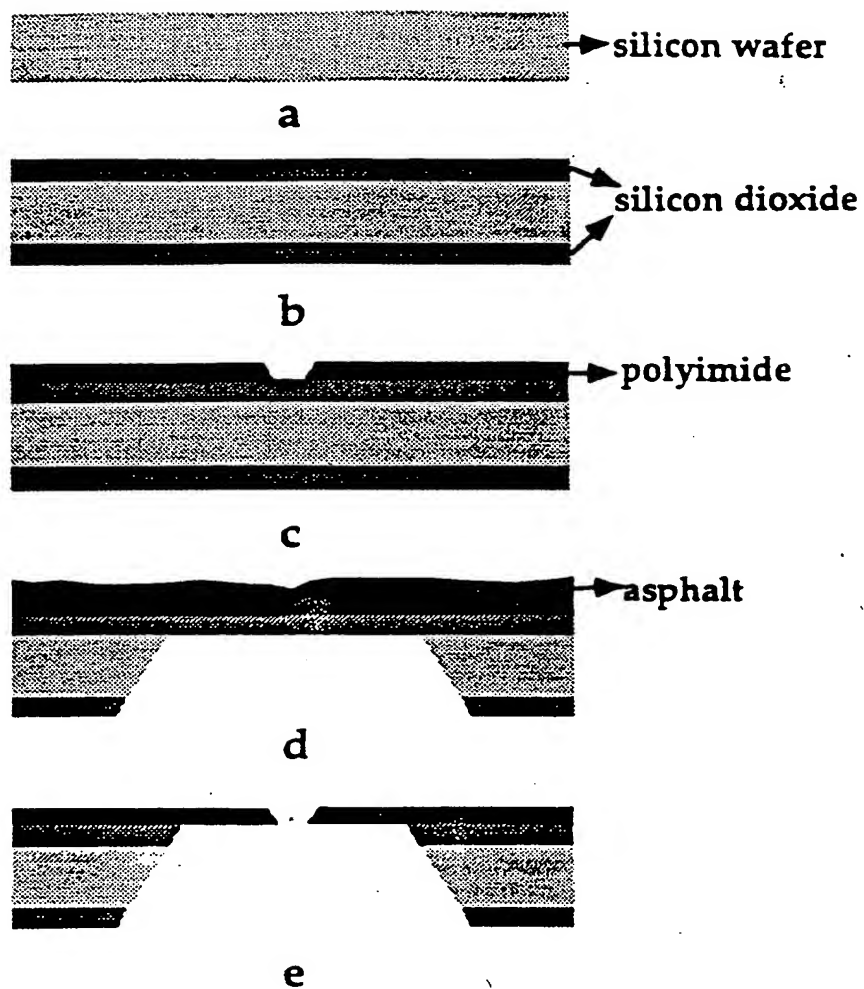 silicon wafer
a
silicon dioxide
b
polyimide
c
asphalt
d
e